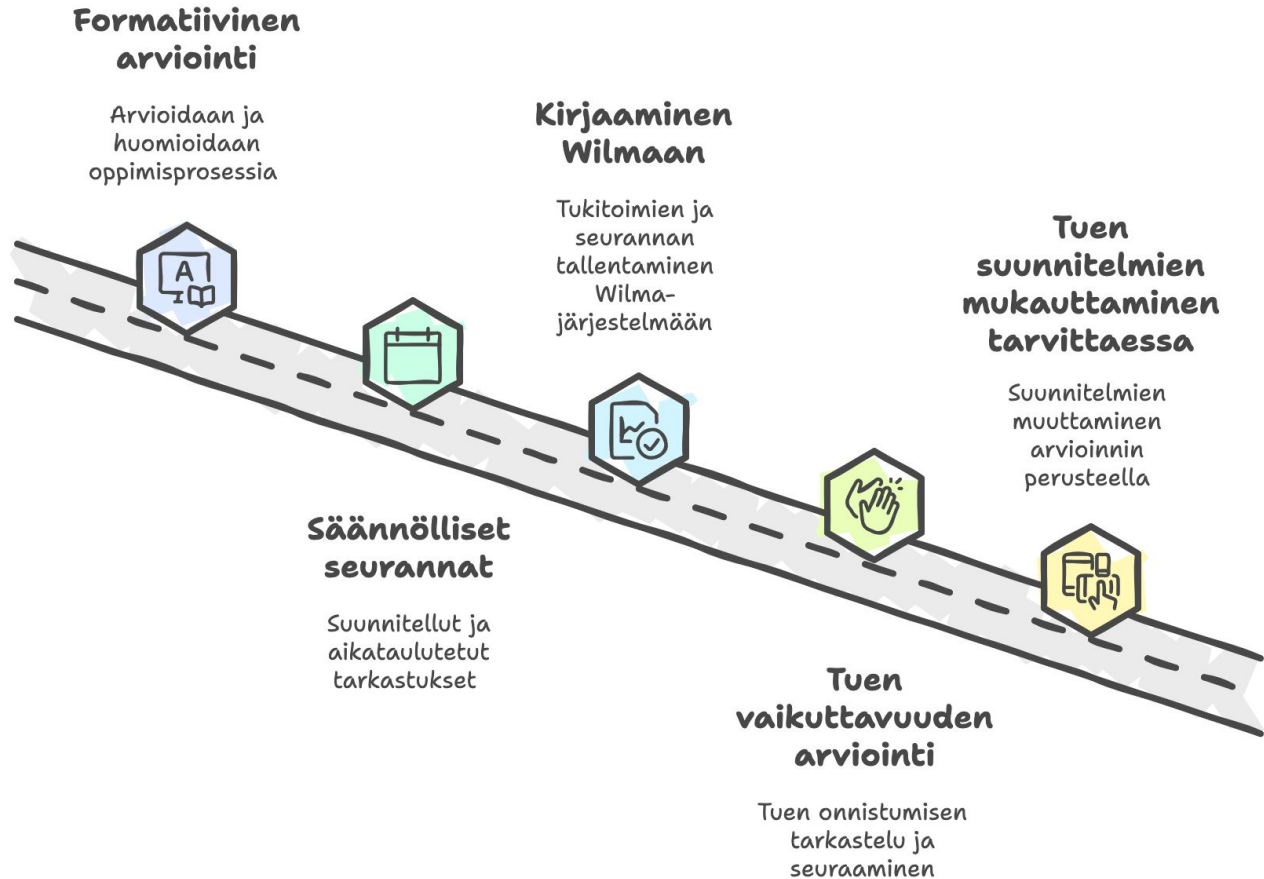 Formatiivinen
arviointi
Arvioidaan ja
huomioidaan
oppimisprosessia
Säännölliset
seurannat
Suunnitellut ja
aikataulutetut
tarkastukset
Kirjaaminen
Wilmaan
Tukitoimien ja
seurannan
tallentaminen
Wilma-
järjestelmään
Tuen
vaikuttavuuden
arviointi
Tuen onnistumisen
tarkastelu ja
seuraaminen
Tuen
suunnitelmien
mukauttaminen
tarvittaessa
Suunnitelmien
muuttaminen
arvioinnin
perusteella
A